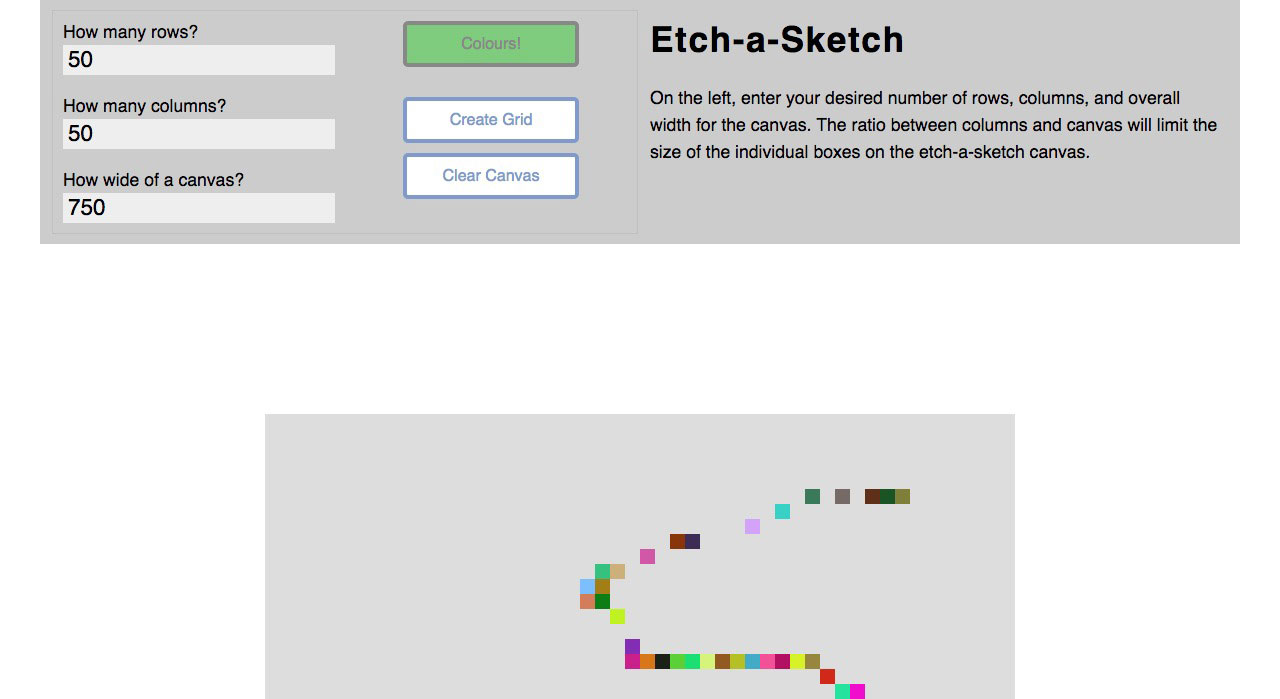 How many rows?
50
How many columns?
50
How wide of a canvas?
750
Colours!
Create Grid
Clear Canvas
Etch-a-Sketch
On the left, enter your desired number of rows, columns, and overall
width for the canvas. The ratio between columns and canvas will limit the
size of the individual boxes on the etch-a-sketch canvas.